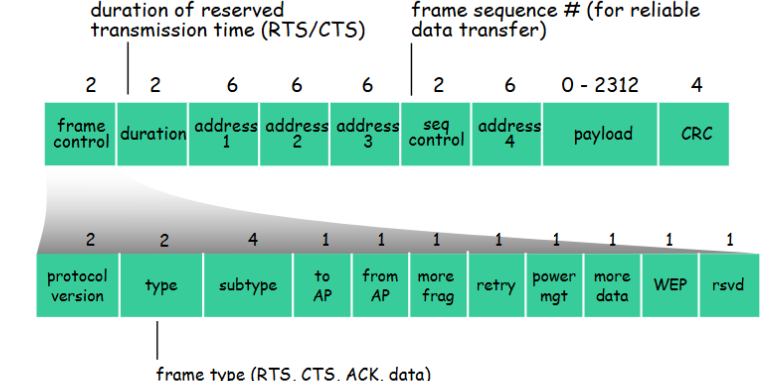 duration of reserved
transmission time (RTS/CTS)
frame sequence # (for reliable
data transfer)
2 2 6 6 6 2 6 0 - 2312 4
frame
control
duration
address
1
address
2
address
3
seq
control
address
4
payload
CRC
2 2 4 1 1 1 1 1 1 1 1
protocol
version
type
subtype
to
AP
from
AP
more
frag
retry
power
mgt
more
data
WEP
rsvd
frame type (RTS, CTS, ACK, data)